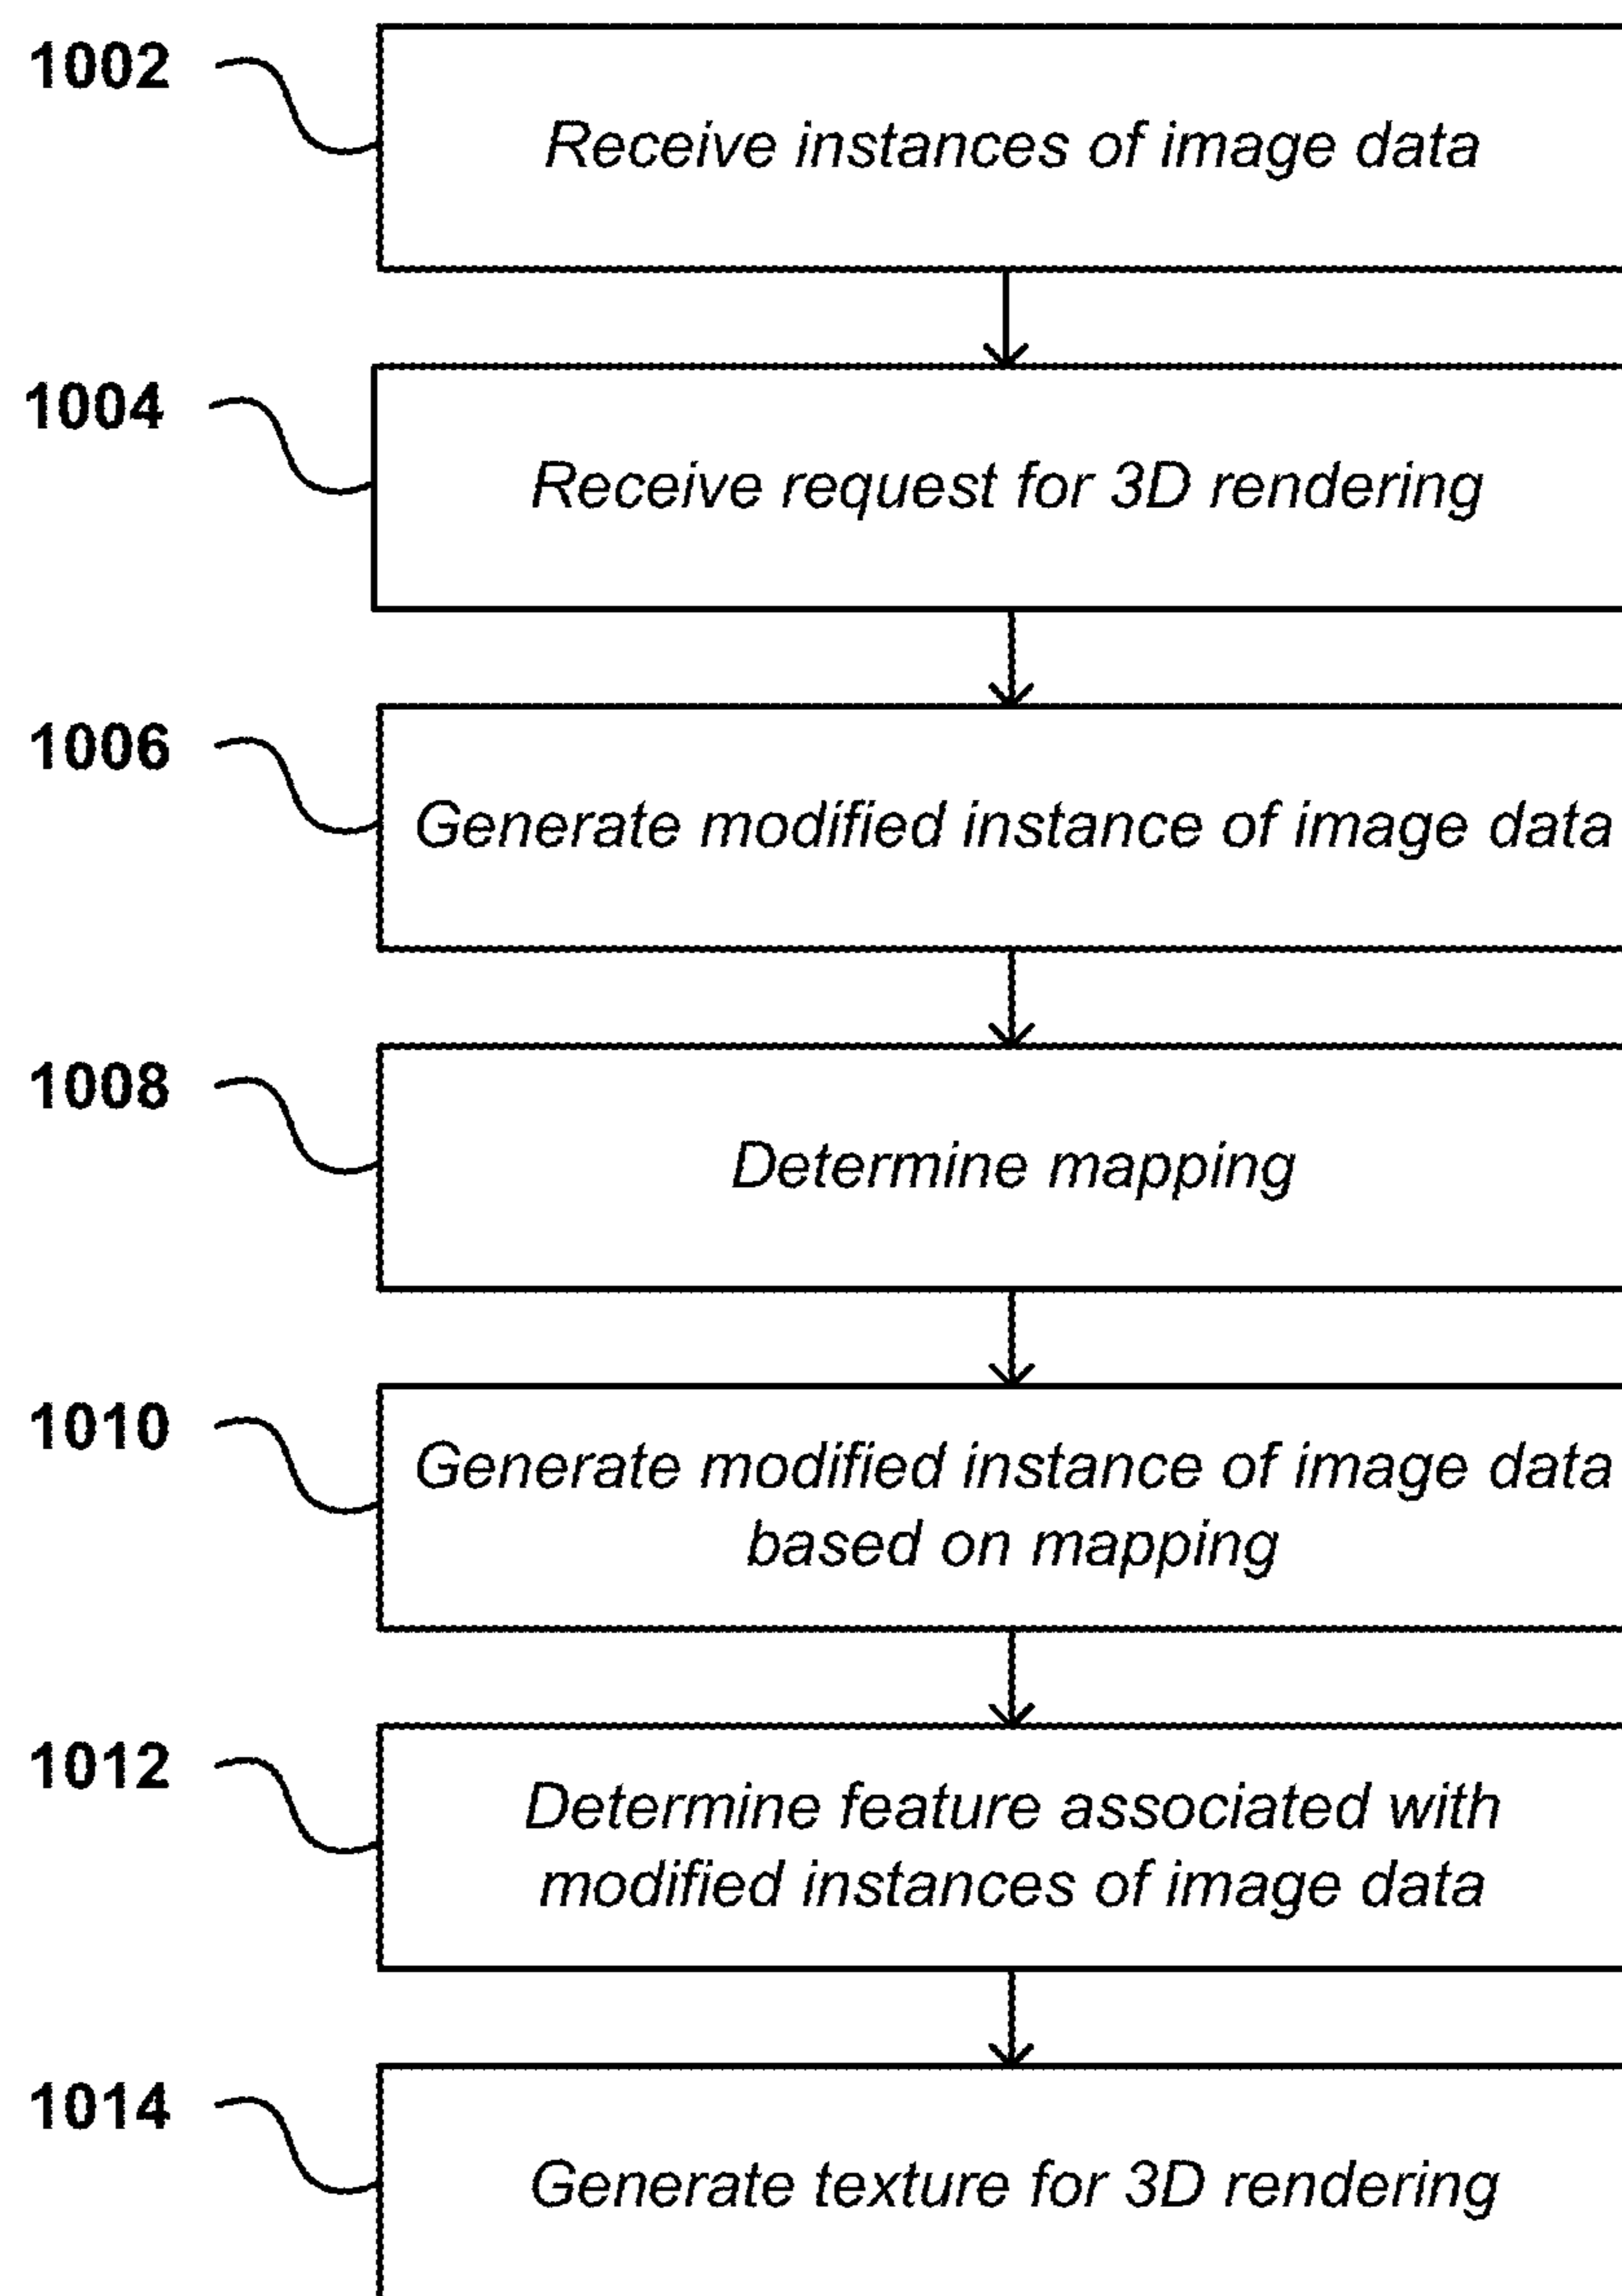 1002
Receive instances of image data
1004
Receive request for 3D rendering
1006
Generate modified instance of image data
1008
Determine mapping
1010
Generate modified instance of image data
based on mapping
1012
Determine feature associated with
modified instances of image data
1014
Generate texture for 3D rendering